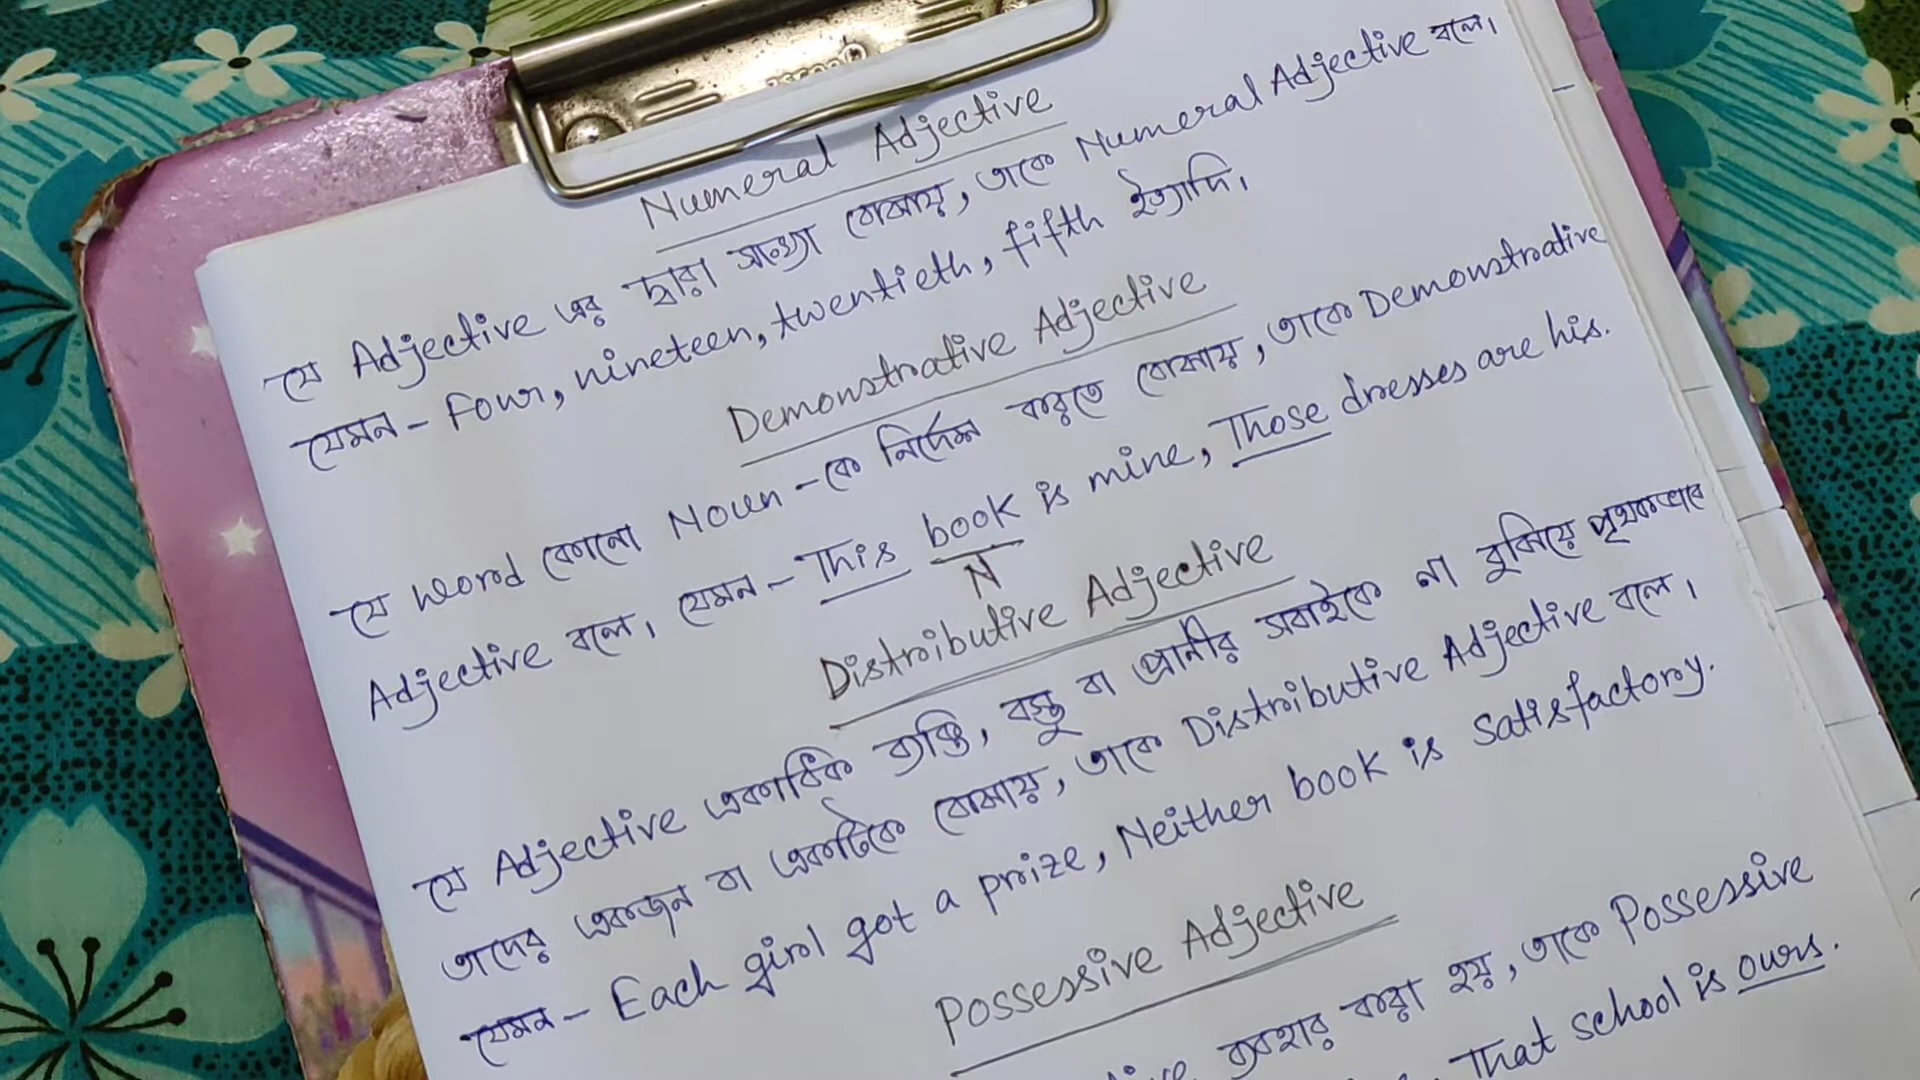 Numeral Adjective
যে Adjective এর দ্বারা সংখ্যা বোঝায়, তাকে Numeral Adjective বলে।
যেমন - Four, nineteen, twentieth, fifth ইত্যাদি।
Demonstrative Adjective
যে word কোনো Noun - কে নির্দেশ করতে বোঝায়, তাকে Demonstrative
Adjective বলে। যেমন - This book is mine, Those dresses are his.
N
Distributive Adjective
যে Adjective একাধিক ব্যক্তি, বস্তু বা প্রানীর সবাইকে না বুঝিয়ে পৃথকভাবে
তাদের একজন বা একটিকে বোঝায়, তাকে Distributive Adjective বলে।
যেমন - Each girl got a prize, Neither book is satisfactory.
Possessive Adjective
ব্যবহার করা হয়, তাকে Possessive
That school is ours.